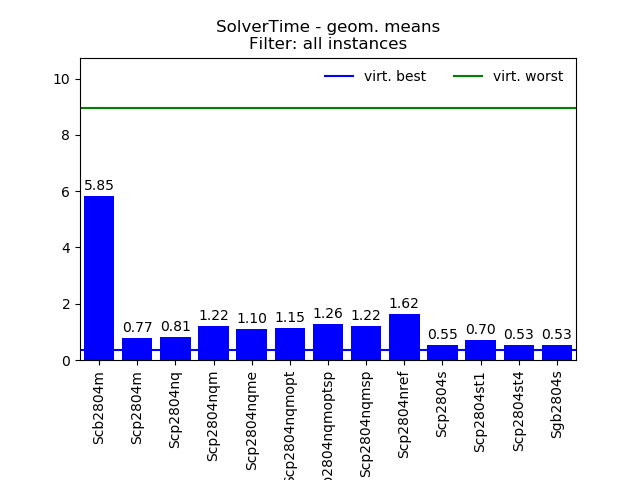 SolverTime - geom. means
Filter: all instances
virt. best
virt. worst
10
8
6
4
2
0
5.85
0.77
0.81
1.22
1.10
1.15
1.26
1.22
1.62
0.55
0.70
0.53
0.53
Scb2804m
Scp2804m
Scp2804nq
Scp2804nqm
Scp2804nqme
Scp2804nqmopt
p2804nqmoptsp
Scp2804nqmsp
Scp2804nref
Scp2804s
Scp2804st1
Scp2804st4
Sgb2804s